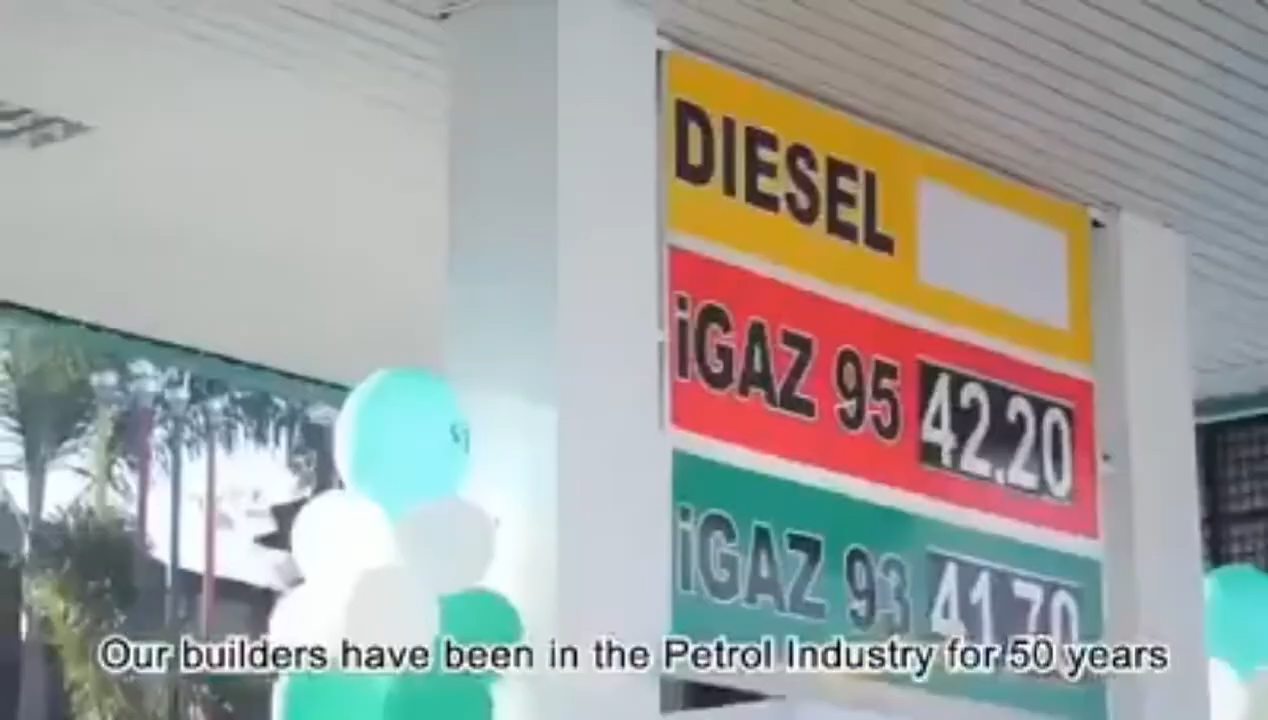 DIESEL
iGAZ 95 42.20
iGAZ 93 41.70
Our builders have been in the Petrol Industry for 50 years